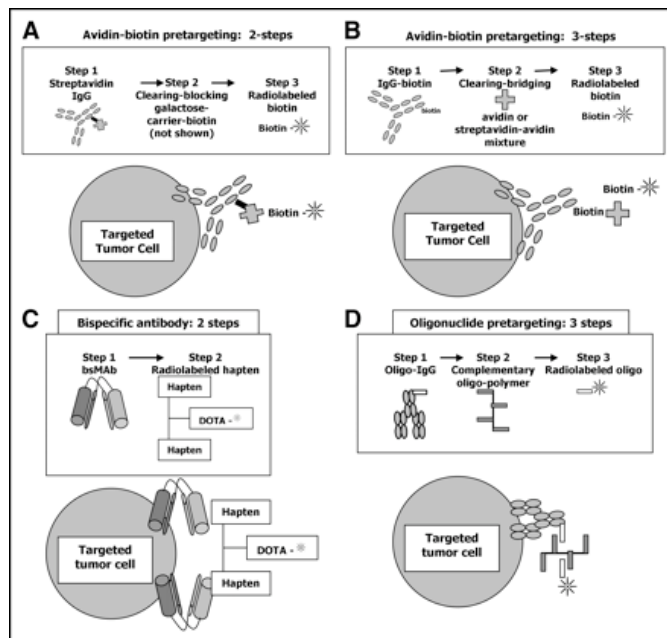 A
Avidin-biotin pretargeting: 2-steps
Step 1
Streptavidin
IgG
Step 2
Clearing-blocking
galactose-
carrier-biotin
(not shown)
Step 3
Radiolabeled
biotin
Biotin -
Targeted
Tumor Cell
Biotin -
B
Avidin-biotin pretargeting: 3-steps
Step 1
IgG-biotin
biotin
Step 2
Clearing-bridging
avidin or
streptavidin-avidin
mixture
Step 3
Radiolabeled
biotin
Biotin -
Targeted
Tumor Cell
Biotin -
Biotin
C
Bispecific antibody: 2 steps
Step 1
bsMAb
Step 2
Radiolabeled hapten
Hapten
DOTA -
Hapten
Targeted
tumor cell
Hapten
DOTA -
Hapten
D
Oligonuclide pretargeting: 3 steps
Step 1
Oligo-IgG
Step 2
Complementary
oligo-polymer
Step 3
Radiolabeled oligo
Targeted
tumor cell